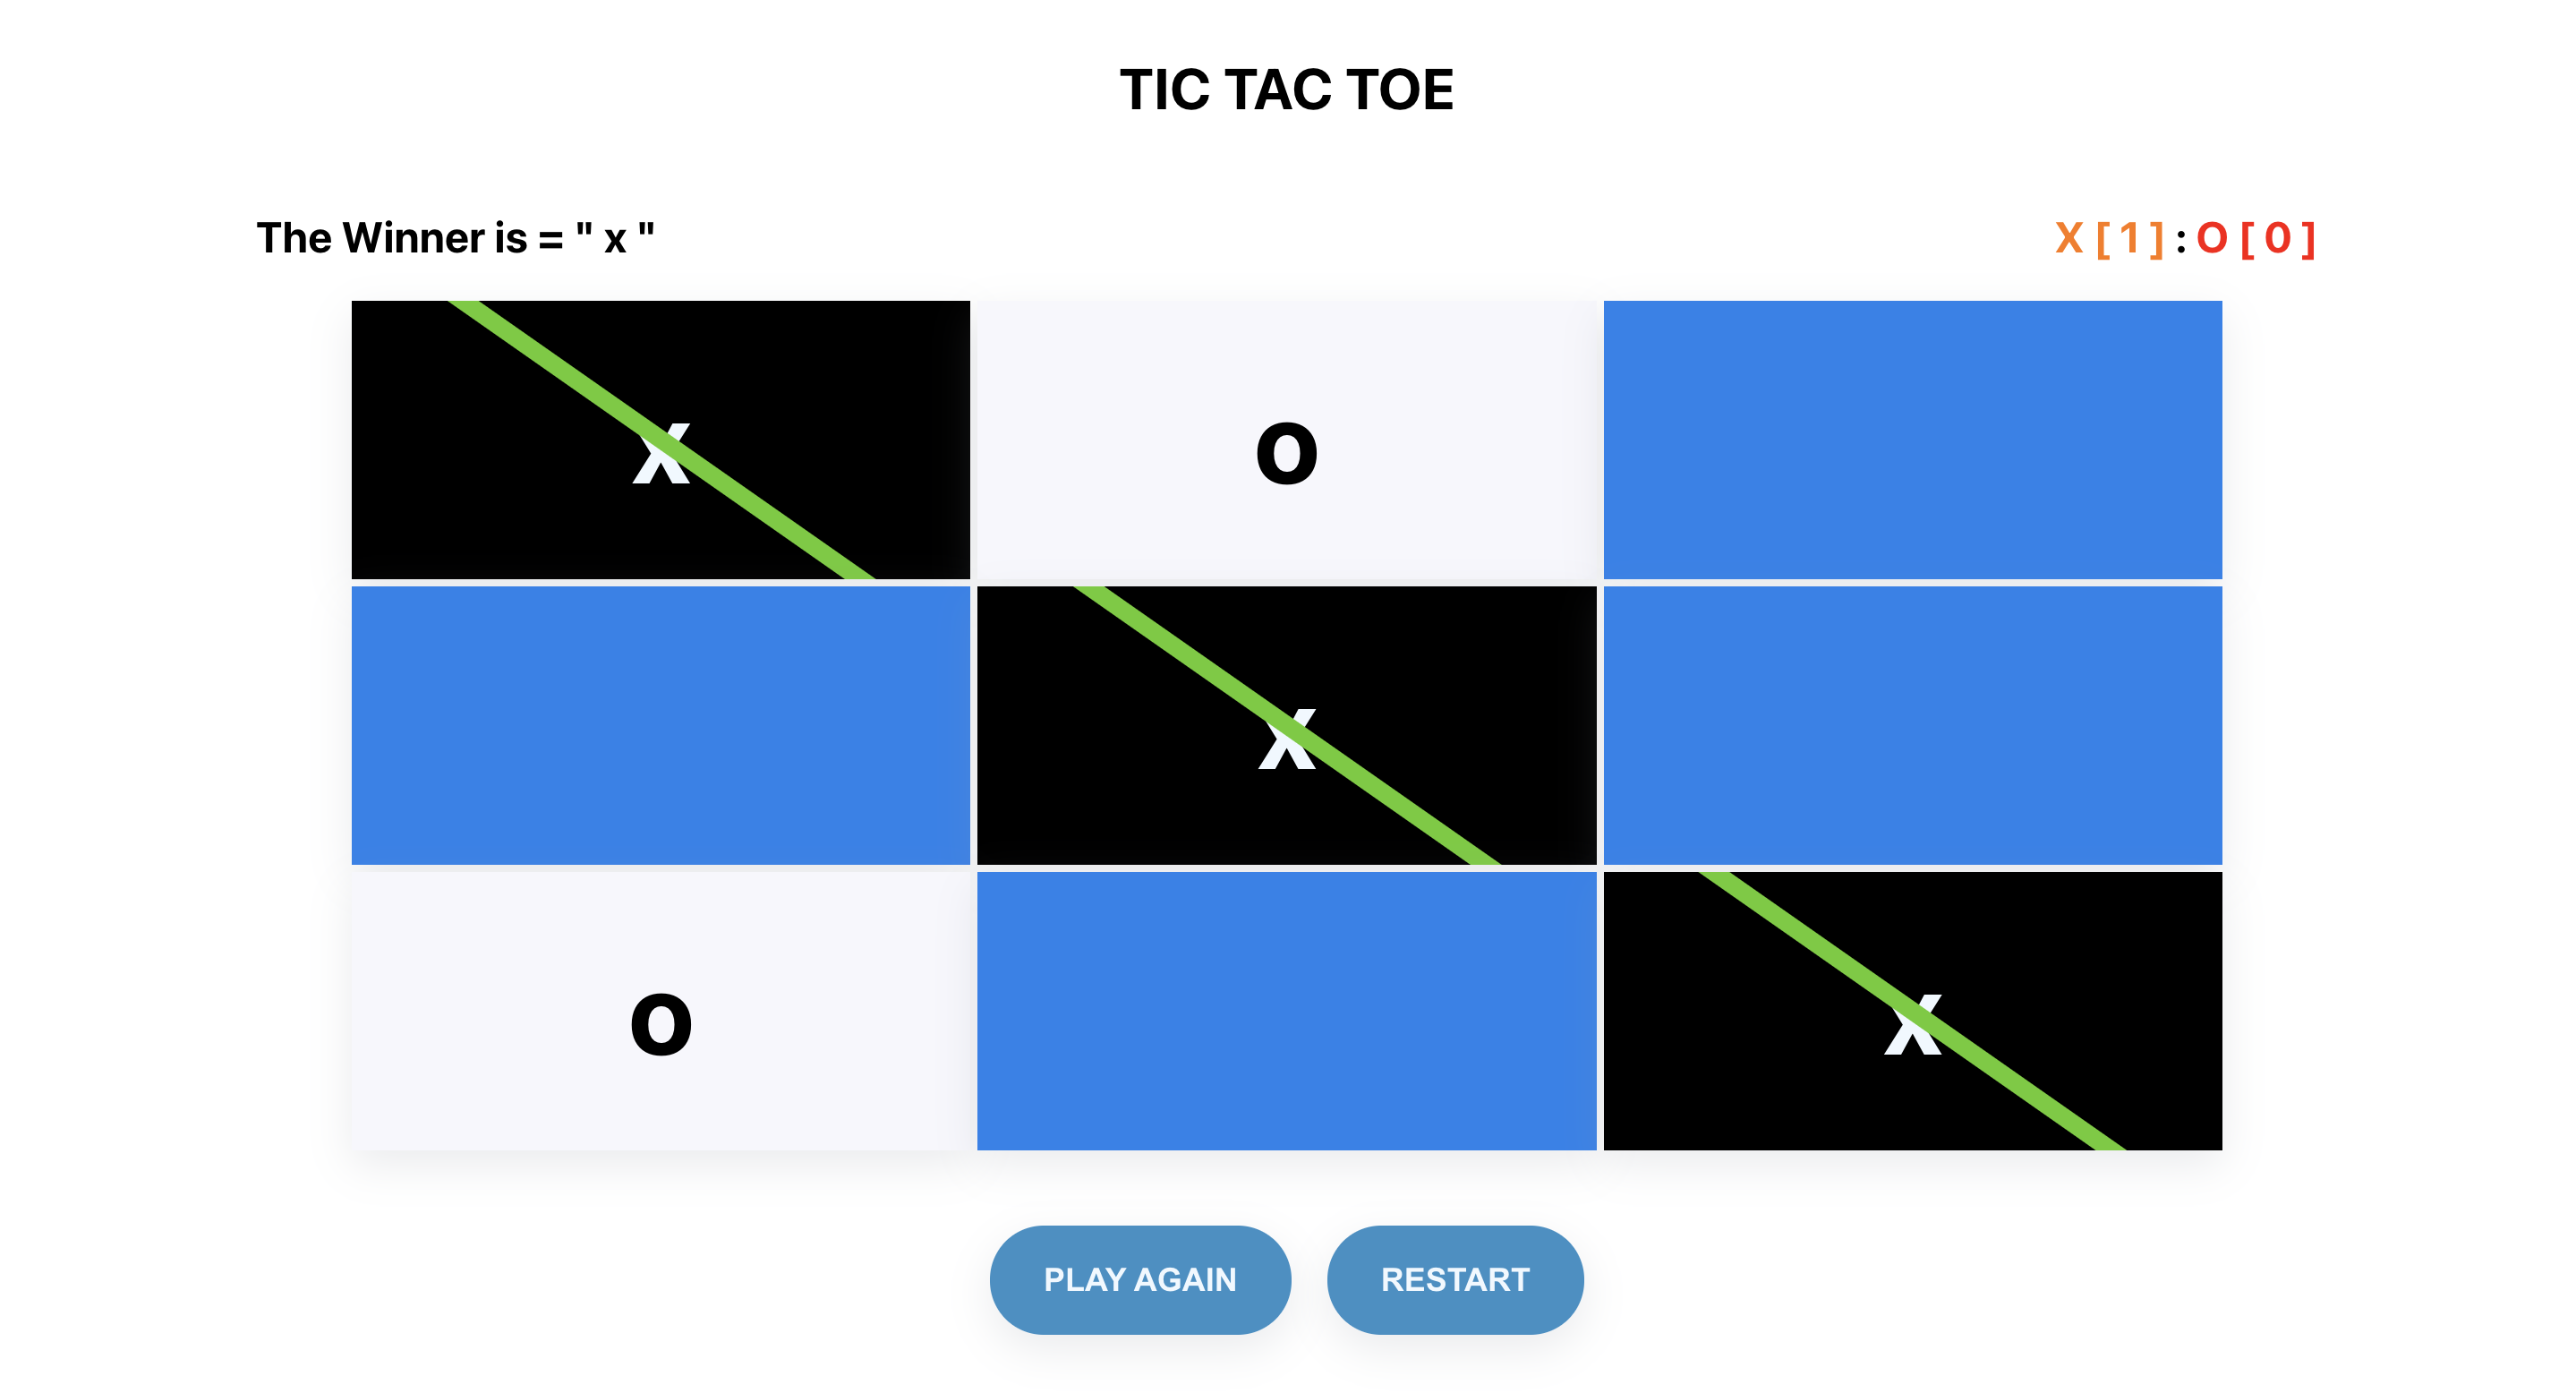 TIC TAC TOE
The Winner is = " x "
X [ 1 ] : O [ 0 ]
x
o
x
o
x
PLAY AGAIN
RESTART